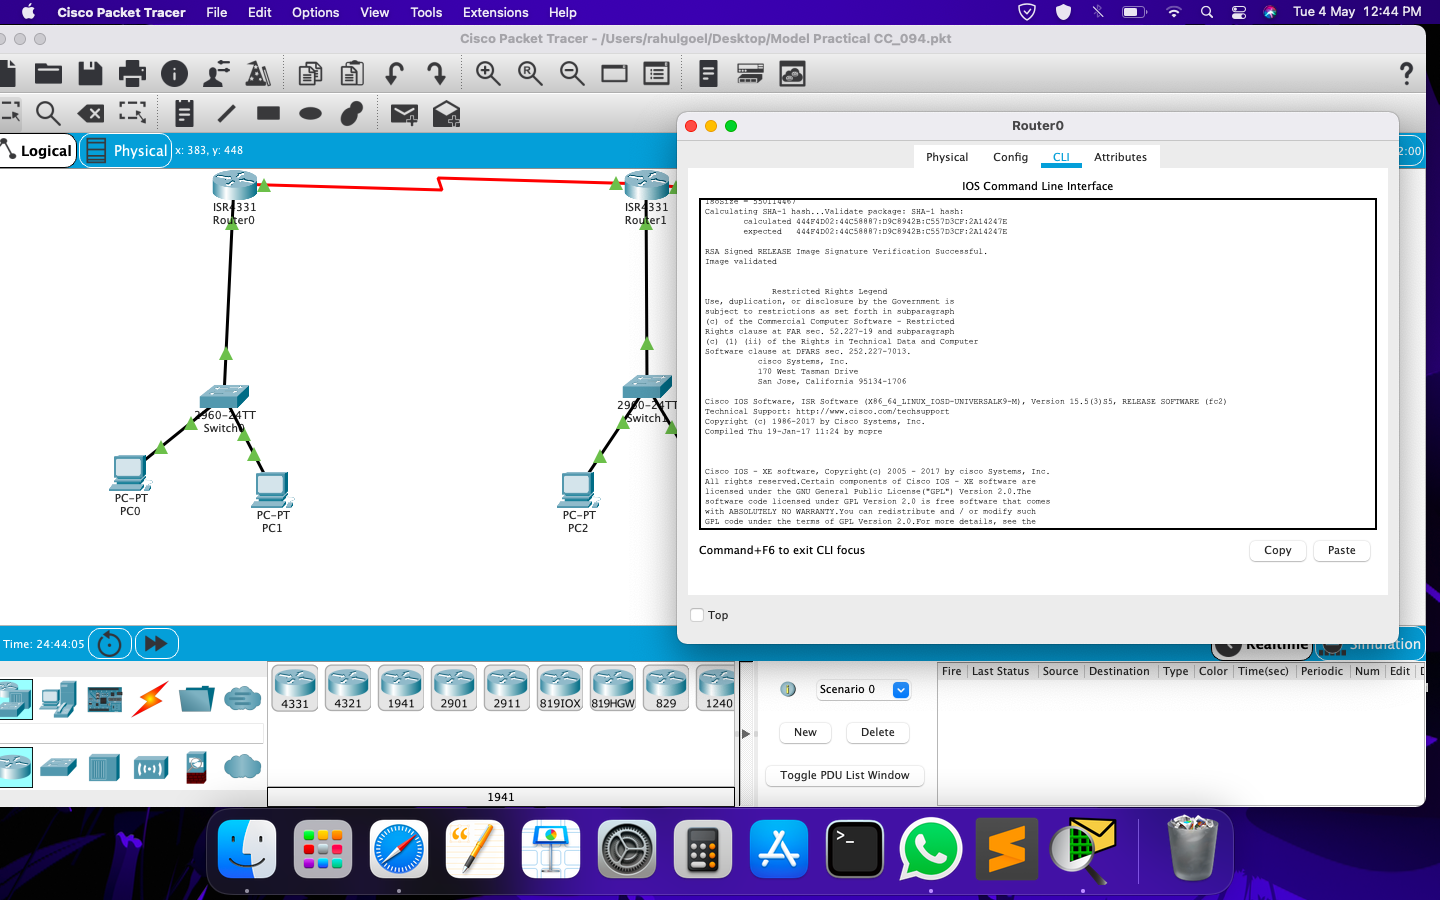 Cisco Packet Tracer File Edit Options View Tools Extensions Help Tue 4 May 12:44 PM
Cisco Packet Tracer - /Users/rahulgoel/Desktop/Model Practical CC_094.pkt
Router0
Logical Physical x: 383, y: 448
2:00
Physical Config CLI Attributes
IOS Command Line Interface
IsoSize = 550114467
Calculating SHA-1 hash...Validate package: SHA-1 hash:
calculated 444F4D02:44C58887:D9C8942B:C557D3CF:2A14247E
expected 444F4D02:44C58887:D9C8942B:C557D3CF:2A14247E
RSA Signed RELEASE Image Signature Verification Successful.
Image validated
Restricted Rights Legend
Use, duplication, or disclosure by the Government is
subject to restrictions as set forth in subparagraph
(c) of the Commercial Computer Software - Restricted
Rights clause at FAR sec. 52.227-19 and subparagraph
(c) (1) (ii) of the Rights in Technical Data and Computer
Software clause at DFARS sec. 252.227-7013.
cisco Systems, Inc.
170 West Tasman Drive
San Jose, California 95134-1706
Cisco IOS Software, ISR Software (X86_64_LINUX_IOSD-UNIVERSALK9-M), Version 15.5(3)S5, RELEASE SOFTWARE (fc2)
Technical Support: http://www.cisco.com/techsupport
Copyright (c) 1986-2017 by Cisco Systems, Inc.
Compiled Thu 19-Jan-17 11:24 by mcpre
Cisco IOS - XE software, Copyright(c) 2005 - 2017 by cisco Systems, Inc.
All rights reserved.Certain components of Cisco IOS - XE software are
licensed under the GNU General Public License("GPL") Version 2.0.The
software code licensed under GPL Version 2.0 is free software that comes
with ABSOLUTELY NO WARRANTY.You can redistribute and / or modify such
GPL code under the terms of GPL Version 2.0.For more details, see the
Command+F6 to exit CLI focus
Copy Paste
Top
ISR4331
Router0
ISR4331
Router1
2960-24TT
Switch0
2960-24TT
Switch1
PC-PT
PC0
PC-PT
PC1
PC-PT
PC2
Time: 24:44:05
Realtime Simulation
4331 4321 1941 2901 2911 819IOX 819HGW 829 1240
1941
Scenario 0
New Delete
Toggle PDU List Window
Fire Last Status Source Destination Type Color Time(sec) Periodic Num Edit D